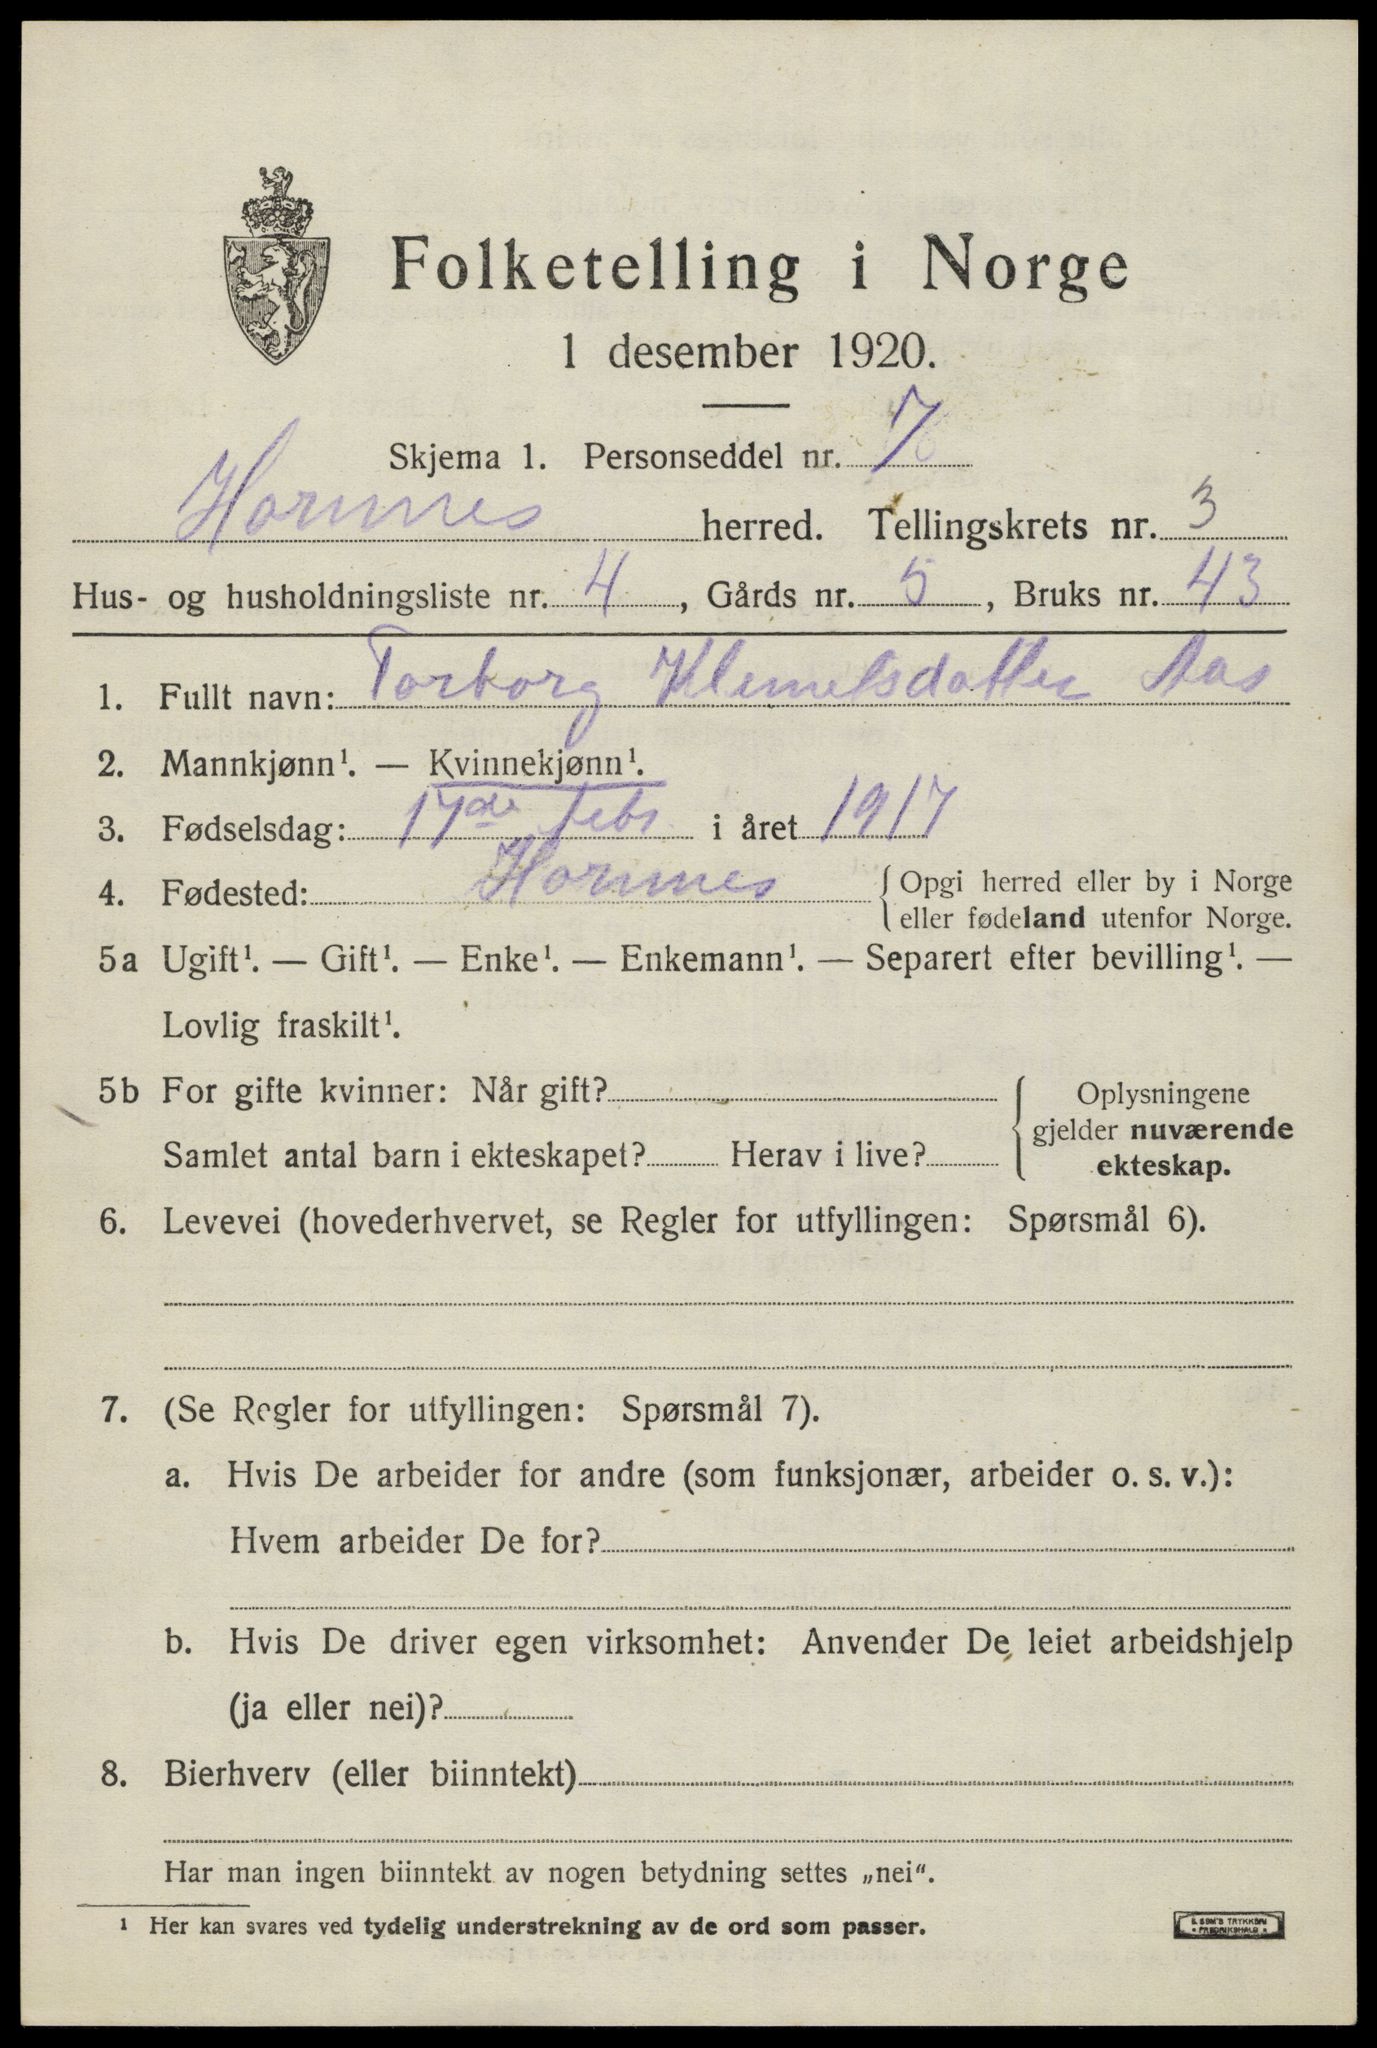 Folketelling i Norge
1 desember 1920.
Skjema 1. Personseddel nr. 7
Hornnes herred. Tellingskrets nr. 3
Hus- og husholdningsliste nr. 4, Gårds nr. 5, Bruks nr. 43
1. Fullt navn: Torborg Klemetsdatter Aas
2. Mannkjønn¹. — Kvinnekjønn¹.
3. Fødselsdag: 17de febr. i året 1917
4. Fødested: Hornnes {Opgi herred eller by i Norge
eller fødeland utenfor Norge.
5a Ugift¹. — Gift¹. — Enke¹. — Enkemann¹. — Separert efter bevilling¹. —
Lovlig fraskilt¹.
5b For gifte kvinner: Når gift?
Samlet antal barn i ekteskapet? Herav i live?
{Oplysningene
gjelder nuværende
ekteskap.
6. Levevei (hovederhvervet, se Regler for utfyllingen: Spørsmål 6).
7. (Se Regler for utfyllingen: Spørsmål 7).
a. Hvis De arbeider for andre (som funksjonær, arbeider o. s. v.):
Hvem arbeider De for?
b. Hvis De driver egen virksomhet: Anvender De leiet arbeidshjelp
(ja eller nei)?
8. Bierhverv (eller biinntekt)
Har man ingen biinntekt av nogen betydning settes „nei“.
¹ Her kan svares ved tydelig understrekning av de ord som passer.
E. SEM'S TRYKKERI
• FREDRIKSHALD •